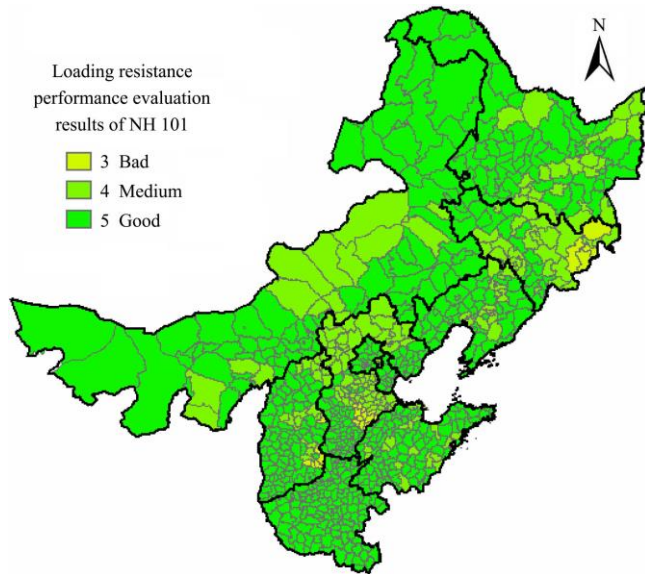 N
Loading resistance
performance evaluation
results of NH 101
3 Bad
4 Medium
5 Good